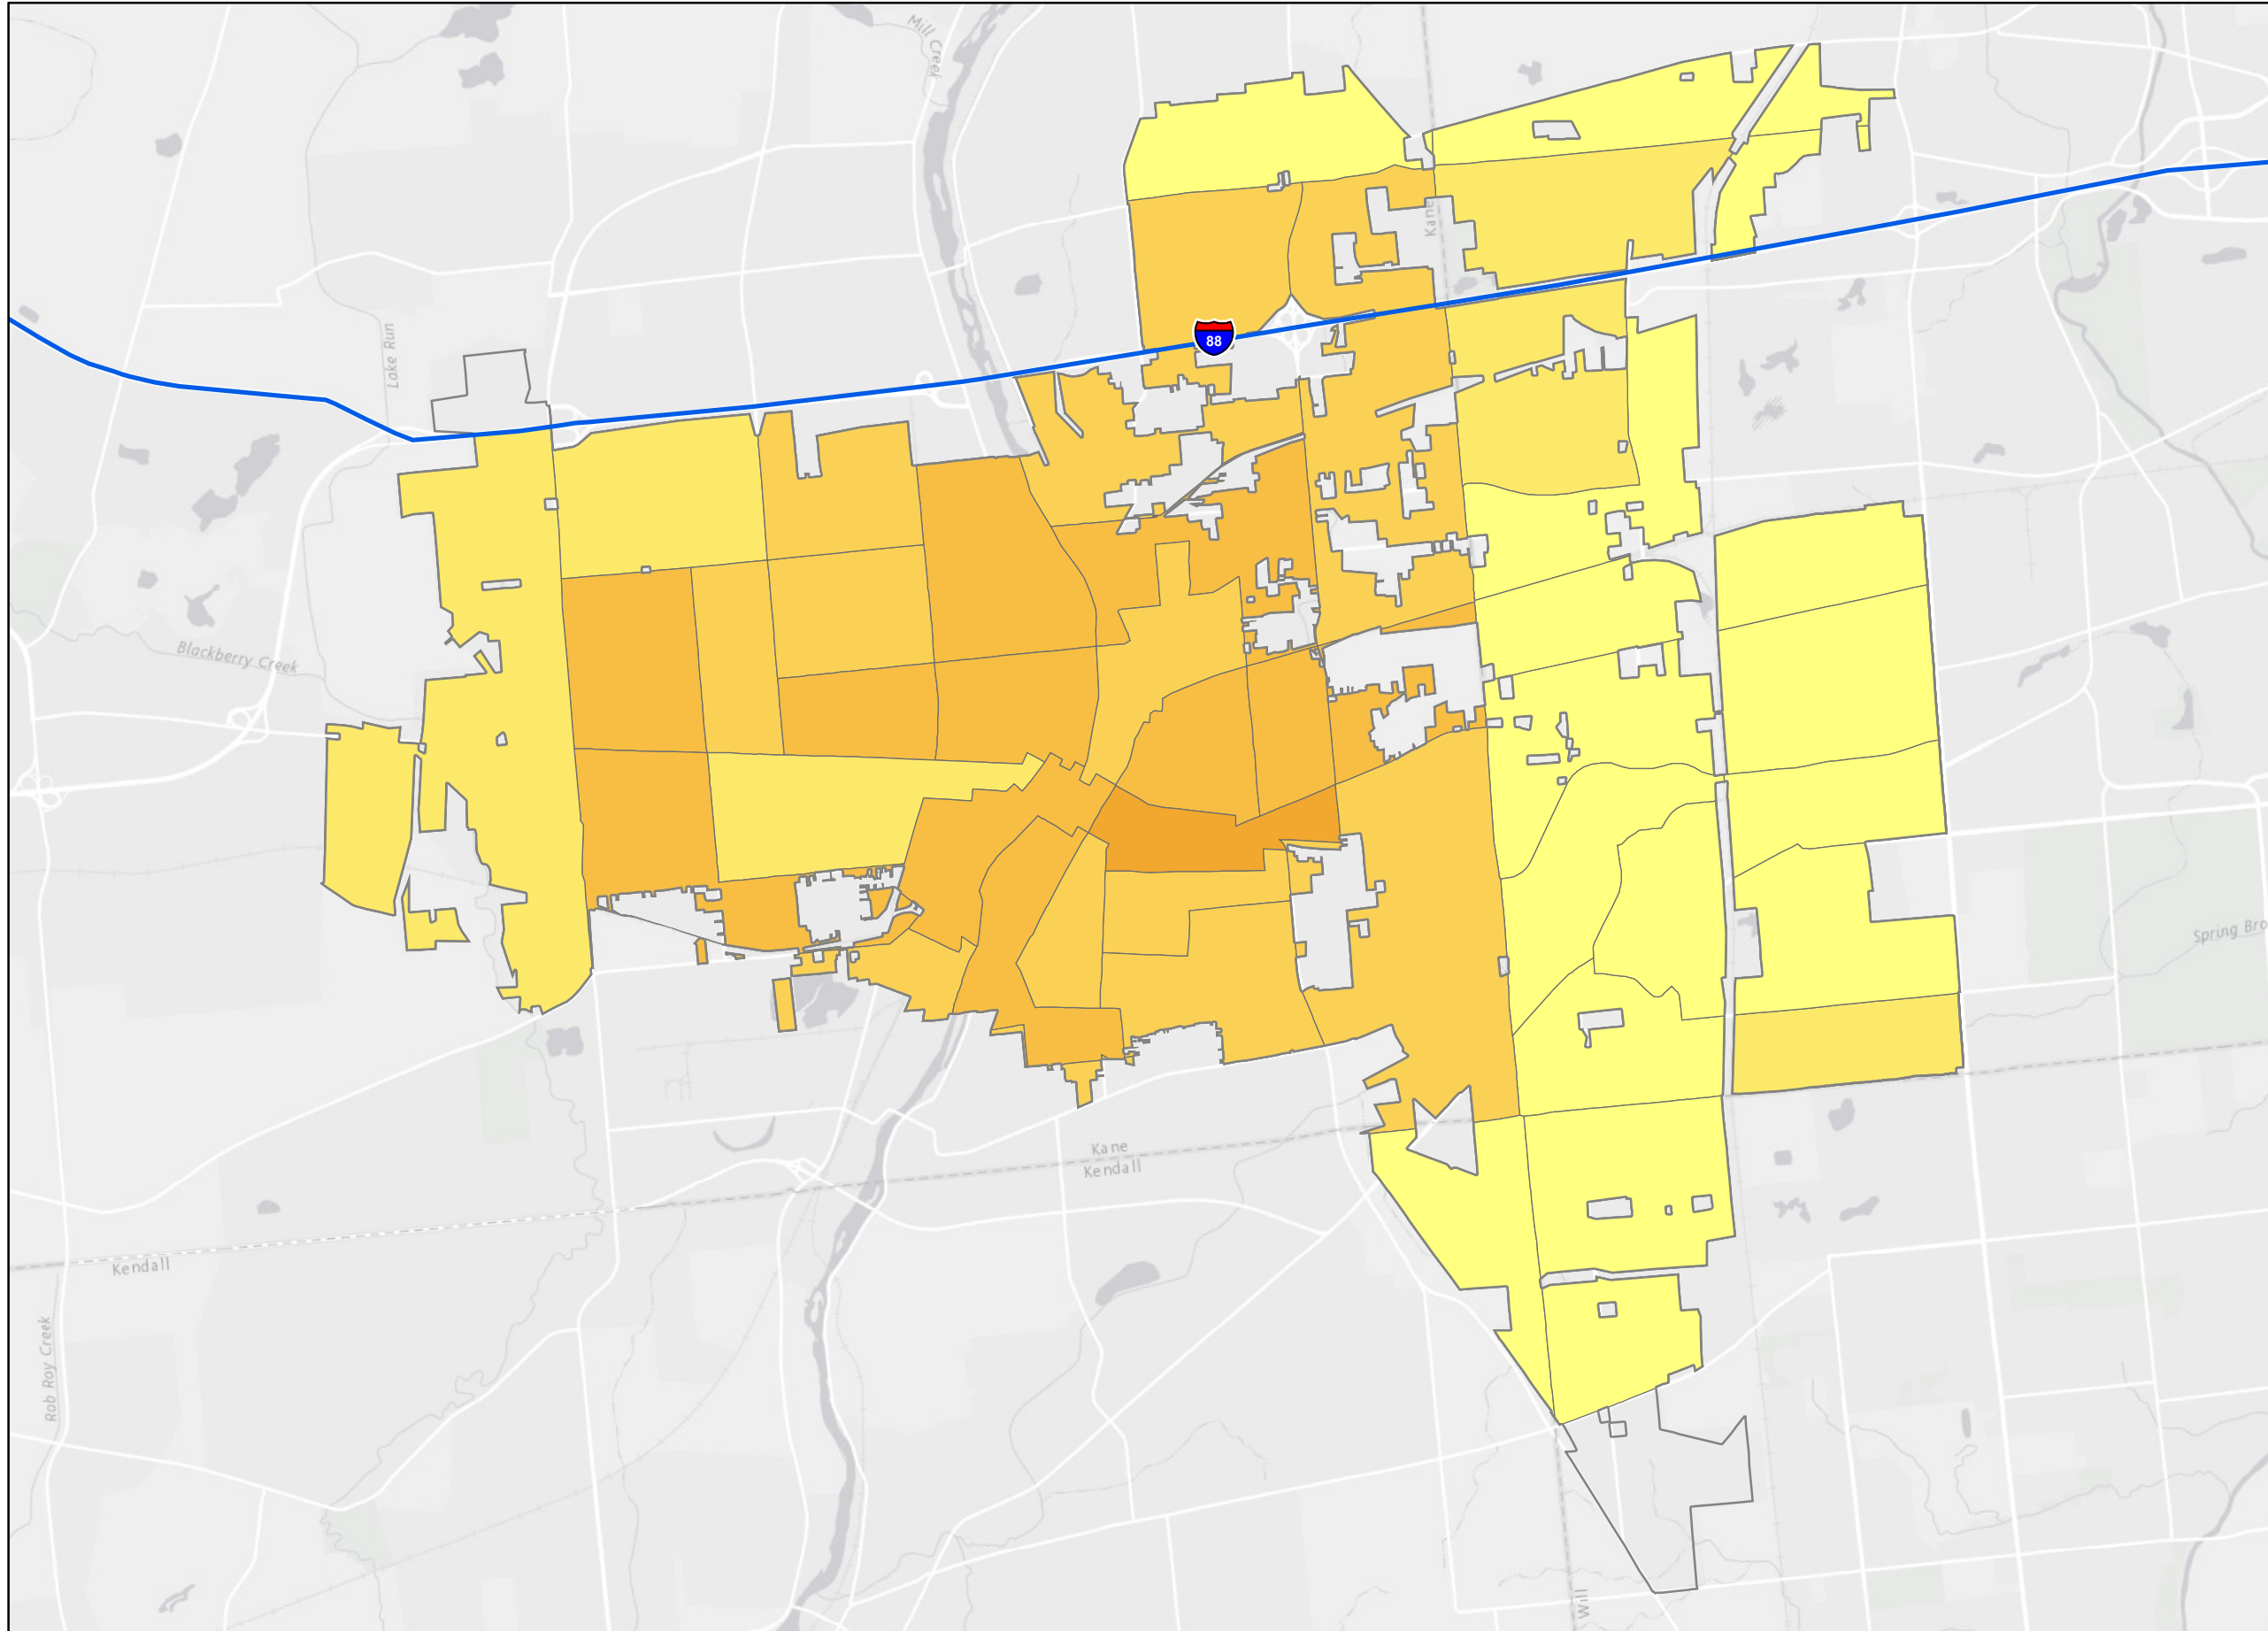 Mill Creek
Kane
88
Lake Run
Blackberry Creek
Spring Bro
Kane
Kendall
Kendall
Rob Roy Creek
Will